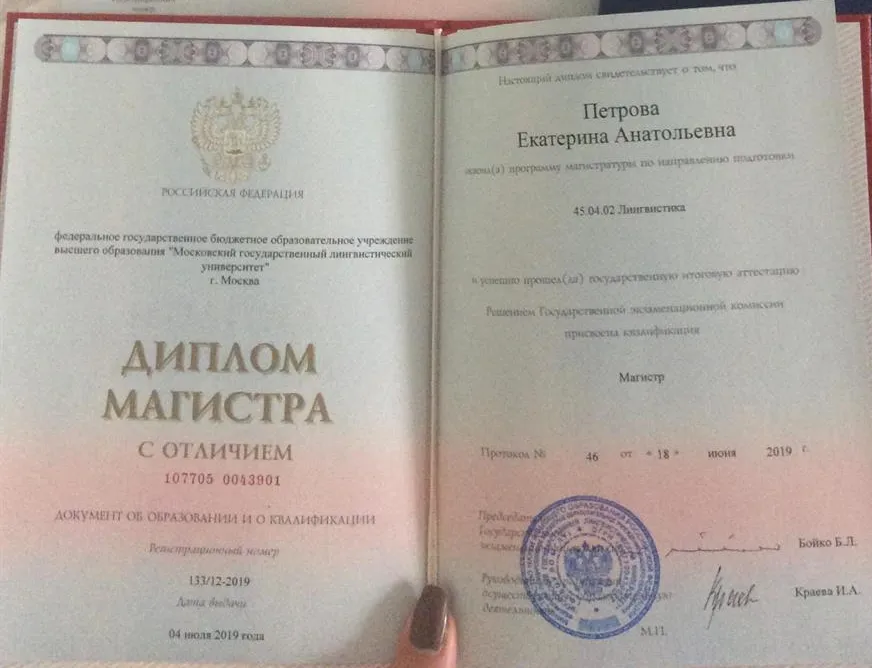 РОССИЙСКАЯ ФЕДЕРАЦИЯ
федеральное государственное бюджетное образовательное учреждение
высшего образования "Московский государственный лингвистический
университет"
г. Москва
ДИПЛОМ
МАГИСТРА
С ОТЛИЧИЕМ
107705 0043901
ДОКУМЕНТ ОБ ОБРАЗОВАНИИ И О КВАЛИФИКАЦИИ
Регистрационный номер
133/12-2019
Дата выдачи
04 июля 2019 года
Настоящий диплом свидетельствует о том, что
Петрова
Екатерина Анатольевна
программу магистратуры по направлению подготовки
45.04.02 Лингвистика
и успешно прошел(ла) государственную итоговую аттестацию
Решением Государственной экзаменационной комиссии
присвоена квалификация
Магистр
Протокол № 46 от « 18 » июня 2019 г.
Бойко Б.Л.
Краева И.А.
М.П.